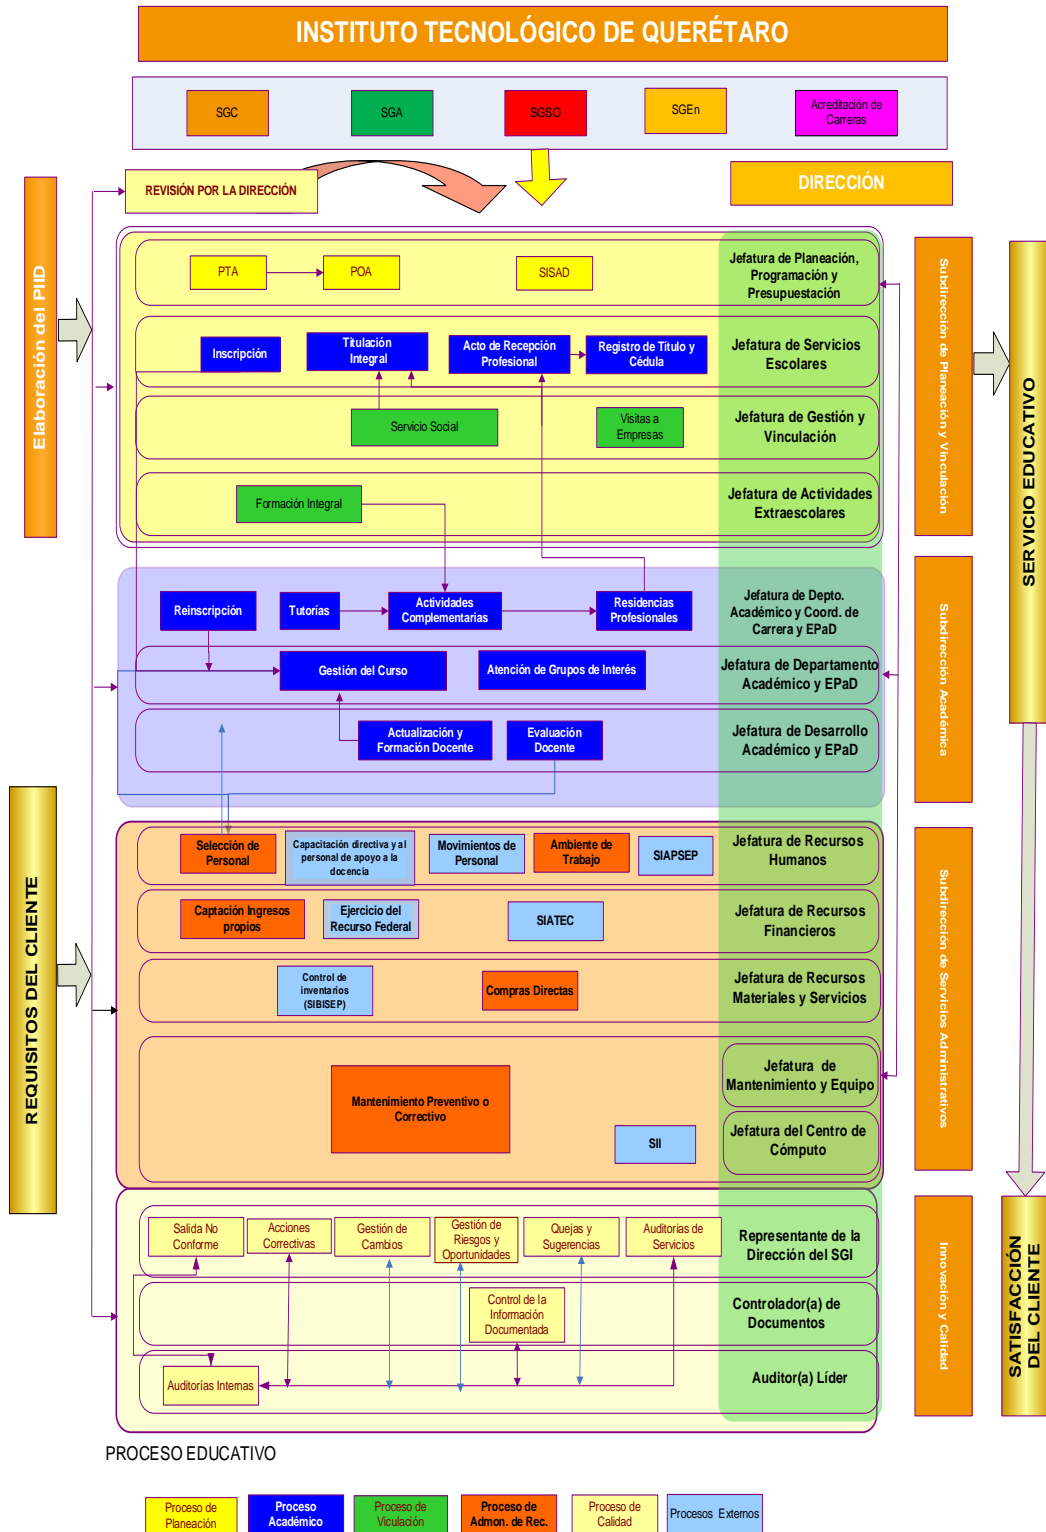 INSTITUTO TECNOLÓGICO DE QUERÉTARO
SGC
SGA
SGSO
SGEn
Acreditación de
Carreras
REVISIÓN POR LA DIRECCIÓN
DIRECCIÓN
Elaboración del PIID
PTA
POA
SISAD
Jefatura de Planeación,
Programación y
Presupuestación
Inscripción
Titulación
Integral
Acto de Recepción
Profesional
Registro de Título y
Cédula
Jefatura de Servicios
Escolares
Servicio Social
Visitas a
Empresas
Jefatura de Gestión y
Vinculación
Formación Integral
Jefatura de Actividades
Extraescolares
Subdirección de Planeación y Vinculación
SERVICIO EDUCATIVO
Reinscripción
Tutorías
Actividades
Complementarias
Residencias
Profesionales
Jefatura de Depto.
Académico y Coord. de
Carrera y EPaD
Gestión del Curso
Atención de Grupos de Interés
Jefatura de Departamento
Académico y EPaD
Actualización y
Formación Docente
Evaluación
Docente
Jefatura de Desarrollo
Académico y EPaD
Subdirección Académica
REQUISITOS DEL CLIENTE
Selección de
Personal
Capacitación directiva y al
personal de apoyo a la
docencia
Movimientos de
Personal
Ambiente de
Trabajo
SIAPSEP
Jefatura de Recursos
Humanos
Captación Ingresos
propios
Ejercicio del
Recurso Federal
SIATEC
Jefatura de Recursos
Financieros
Control de
inventarios
(SIBISEP)
Compras Directas
Jefatura de Recursos
Materiales y Servicios
Mantenimiento Preventivo o
Correctivo
SII
Jefatura de
Mantenimiento y Equipo
Jefatura del Centro de
Cómputo
Subdirección de Servicios Administrativos
Salida No
Conforme
Acciones
Correctivas
Gestión de
Cambios
Gestión de
Riesgos y
Oportunidades
Quejas y
Sugerencias
Auditorias de
Servicios
Representante de la
Dirección del SGI
Control de la
Información
Documentada
Controlador(a) de
Documentos
Auditorías Internas
Auditor(a) Líder
Innovación y Calidad
SATISFACCIÓN
DEL CLIENTE
PROCESO EDUCATIVO
Proceso de
Planeación
Proceso
Académico
Proceso de
Viculación
Proceso de
Admon. de Rec.
Proceso de
Calidad
Procesos Externos